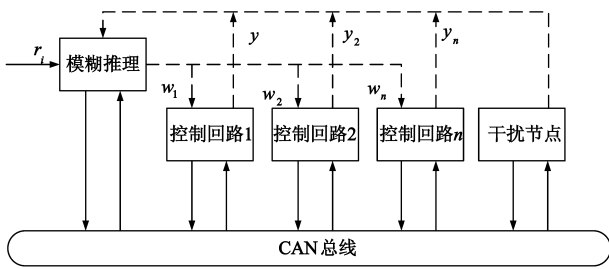 r_i
模糊推理
y
y_2
y_n
w_1
w_2
w_n
控制回路1
控制回路2
控制回路n
干扰节点
CAN总线